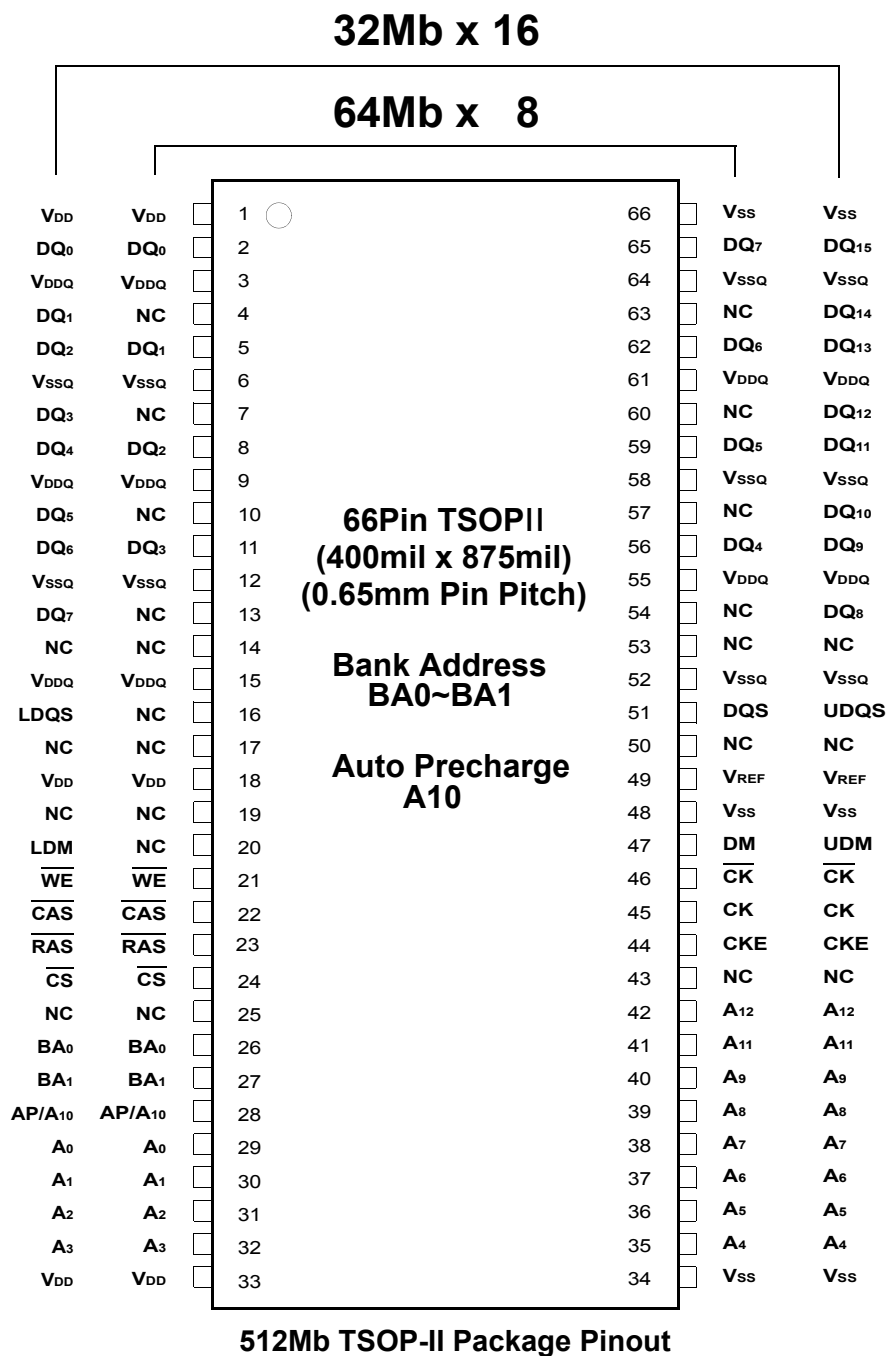 32Mb x 16
64Mb x 8
VDD VDD 1 66 VSS VSS
DQ0 DQ0 2 65 DQ7 DQ15
VDDQ VDDQ 3 64 VSSQ VSSQ
DQ1 NC 4 63 NC DQ14
DQ2 DQ1 5 62 DQ6 DQ13
VSSQ VSSQ 6 61 VDDQ VDDQ
DQ3 NC 7 60 NC DQ12
DQ4 DQ2 8 59 DQ5 DQ11
VDDQ VDDQ 9 58 VSSQ VSSQ
DQ5 NC 10 57 NC DQ10
DQ6 DQ3 11 56 DQ4 DQ9
VSSQ VSSQ 12 55 VDDQ VDDQ
DQ7 NC 13 54 NC DQ8
NC NC 14 53 NC NC
VDDQ VDDQ 15 52 VSSQ VSSQ
LDQS NC 16 51 DQS UDQS
NC NC 17 50 NC NC
VDD VDD 18 49 VREF VREF
NC NC 19 48 VSS VSS
LDM NC 20 47 DM UDM
W̅E̅ W̅E̅ 21 46 C̅K̅ C̅K̅
C̅A̅S̅ C̅A̅S̅ 22 45 CK CK
R̅A̅S̅ R̅A̅S̅ 23 44 CKE CKE
C̅S̅ C̅S̅ 24 43 NC NC
NC NC 25 42 A12 A12
BA0 BA0 26 41 A11 A11
BA1 BA1 27 40 A9 A9
AP/A10 AP/A10 28 39 A8 A8
A0 A0 29 38 A7 A7
A1 A1 30 37 A6 A6
A2 A2 31 36 A5 A5
A3 A3 32 35 A4 A4
VDD VDD 33 34 VSS VSS
66Pin TSOPII
(400mil x 875mil)
(0.65mm Pin Pitch)
Bank Address
BA0~BA1
Auto Precharge
A10
512Mb TSOP-II Package Pinout